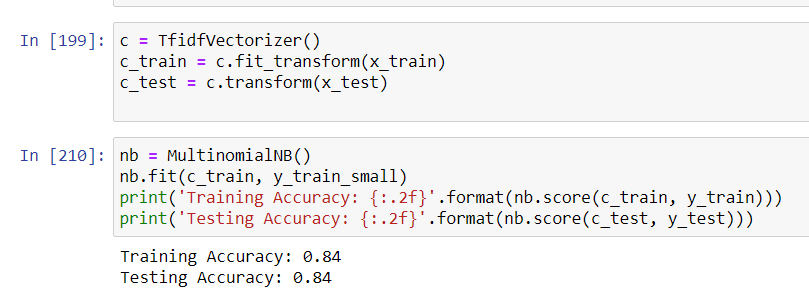 In [199]: c = TfidfVectorizer()
c_train = c.fit_transform(x_train)
c_test = c.transform(x_test)
In [210]: nb = MultinomialNB()
nb.fit(c_train, y_train_small)
print('Training Accuracy: {:.2f}'.format(nb.score(c_train, y_train)))
print('Testing Accuracy: {:.2f}'.format(nb.score(c_test, y_test)))
Training Accuracy: 0.84
Testing Accuracy: 0.84